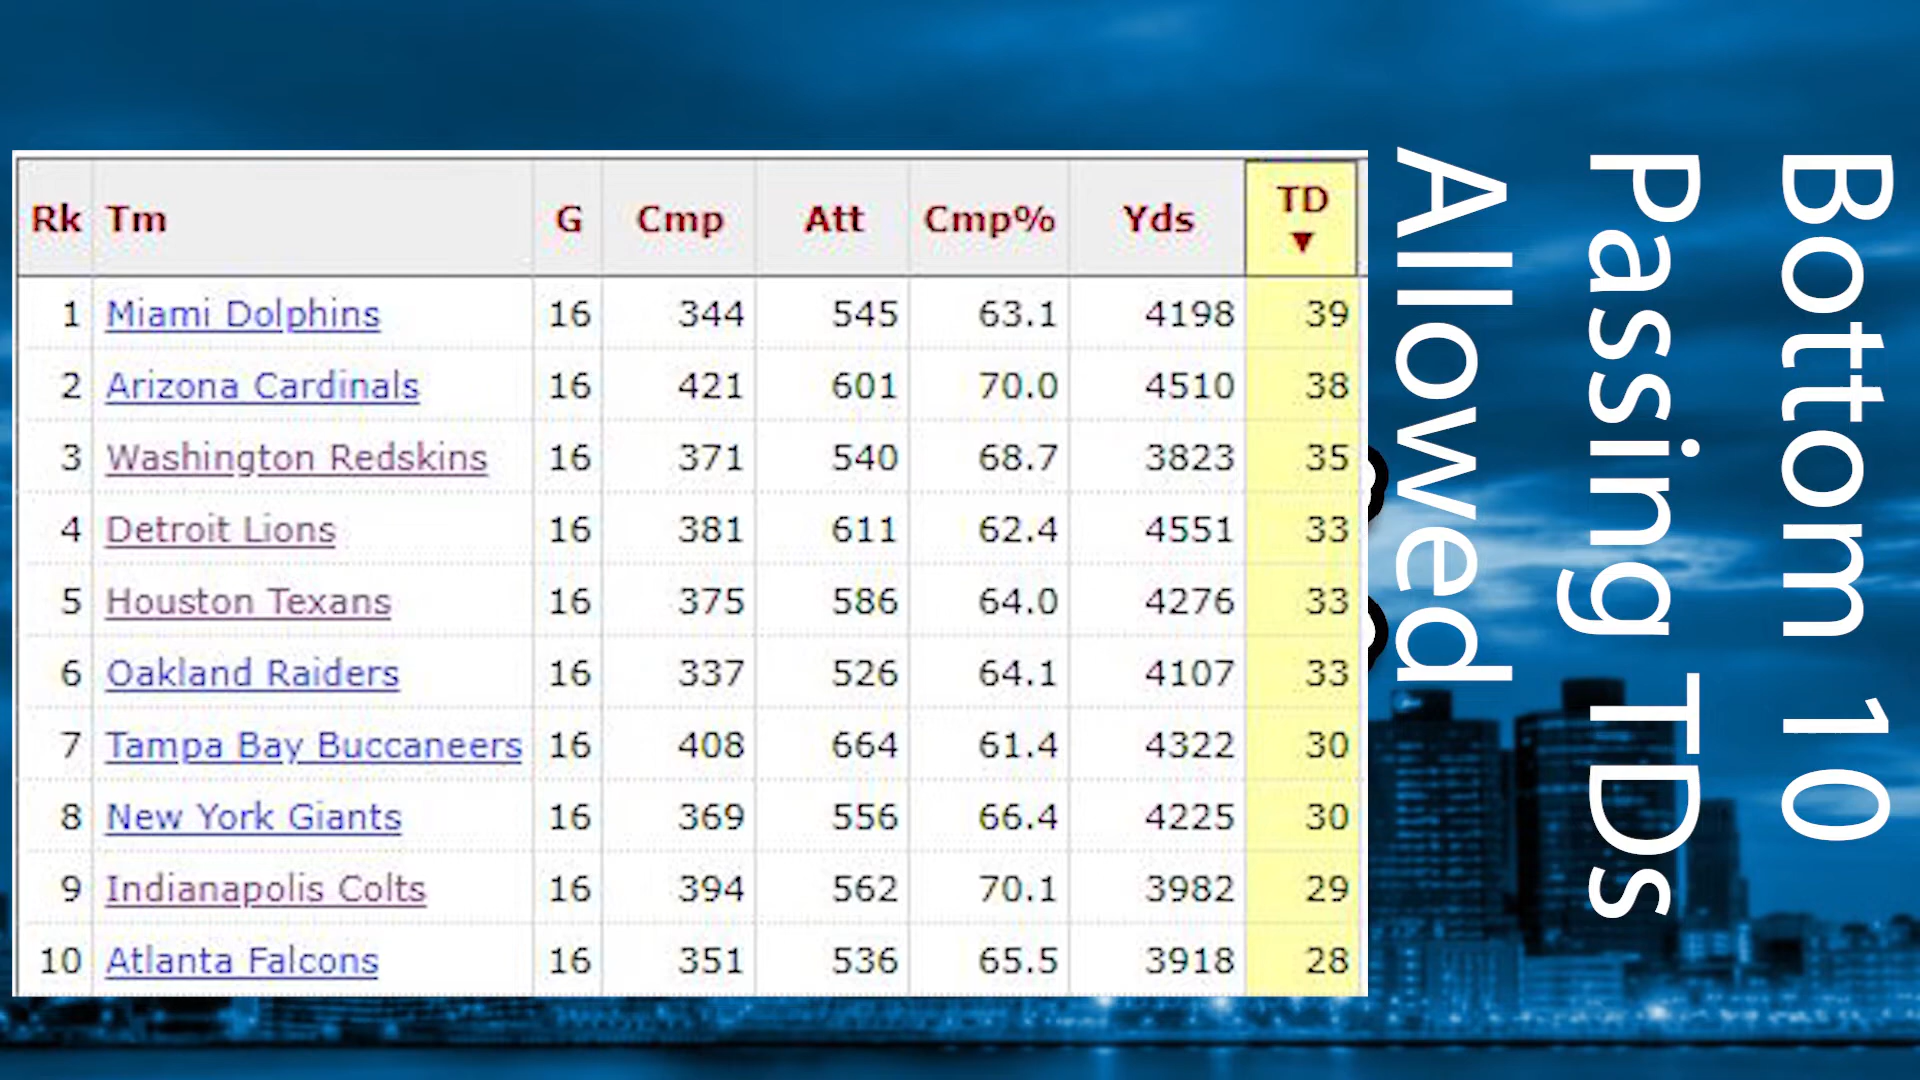 Rk Tm G Cmp Att Cmp% Yds TD ▼
1 Miami Dolphins 16 344 545 63.1 4198 39
2 Arizona Cardinals 16 421 601 70.0 4510 38
3 Washington Redskins 16 371 540 68.7 3823 35
4 Detroit Lions 16 381 611 62.4 4551 33
5 Houston Texans 16 375 586 64.0 4276 33
6 Oakland Raiders 16 337 526 64.1 4107 33
7 Tampa Bay Buccaneers 16 408 664 61.4 4322 30
8 New York Giants 16 369 556 66.4 4225 30
9 Indianapolis Colts 16 394 562 70.1 3982 29
10 Atlanta Falcons 16 351 536 65.5 3918 28
Bottom 10
Passing TDs
Allowed